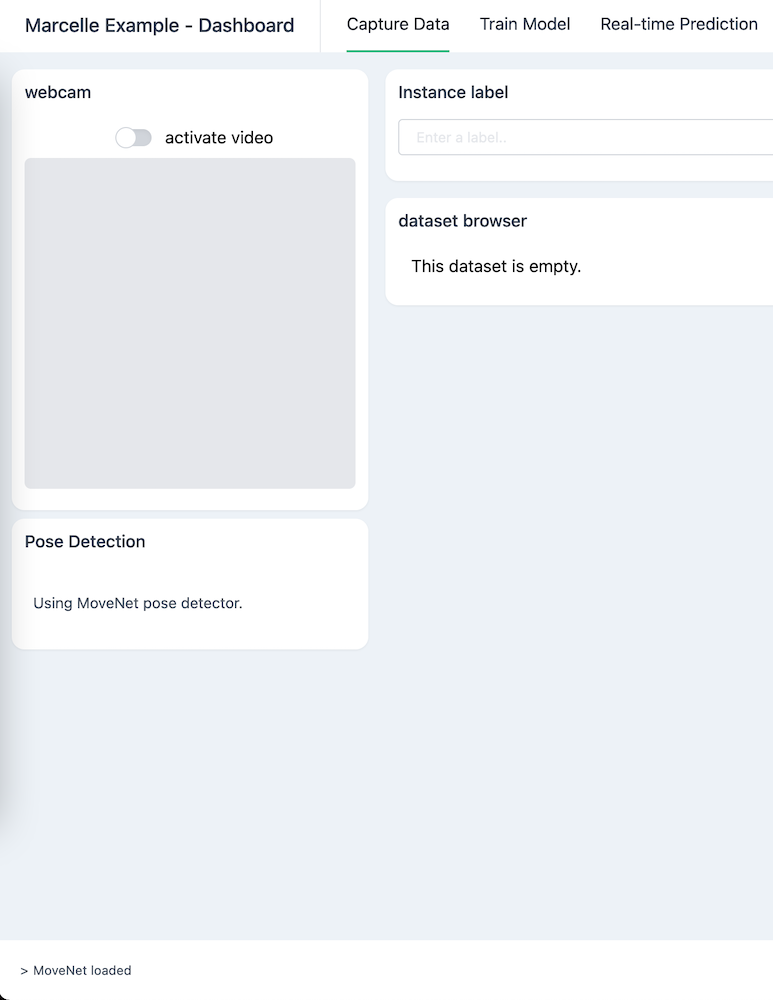 Marcelle Example - Dashboard
Capture Data
Train Model
Real-time Prediction
webcam
activate video
Instance label
Enter a label..
dataset browser
This dataset is empty.
Pose Detection
Using MoveNet pose detector.
> MoveNet loaded